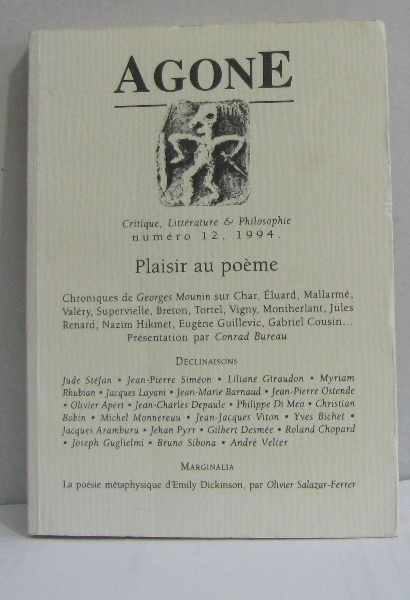 AGONE
Critique, Littérature & Philosophie
numéro 12, 1994.
Plaisir au poème
Chroniques de Georges Mounin sur Char, Éluard, Mallarmé,
Valéry, Supervielle, Breton, Tortel, Vigny, Montherlant, Jules
Renard, Nazim Hikmet, Eugène Guillevic, Gabriel Cousin...
Présentation par Conrad Bureau
DÉCLINAISONS
Jude Stéfan • Jean-Pierre Siméon • Liliane Giraudon • Myriam
Rhubian • Jacques Layani • Jean-Marie Barnaud • Jean-Pierre Ostende
• Olivier Apert • Jean-Charles Depaule • Philippe Di Meo • Christian
Bobin • Michel Monnereau • Jean-Jacques Viton • Yves Bichet •
Jacques Aramburu • Jehan Pyrr • Gilbert Desmée • Roland Chopard
• Joseph Guglielmi • Bruno Sibona • André Velter
MARGINALIA
La poésie métaphysique d'Emily Dickinson, par Olivier Salazar-Ferrer